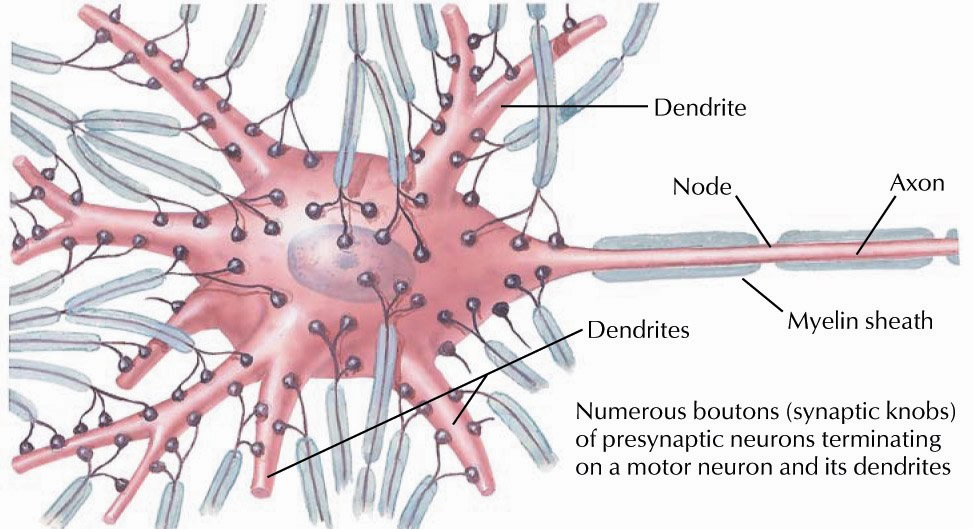 Dendrite
Node
Axon
Myelin sheath
Dendrites
Numerous boutons (synaptic knobs)
of presynaptic neurons terminating
on a motor neuron and its dendrites